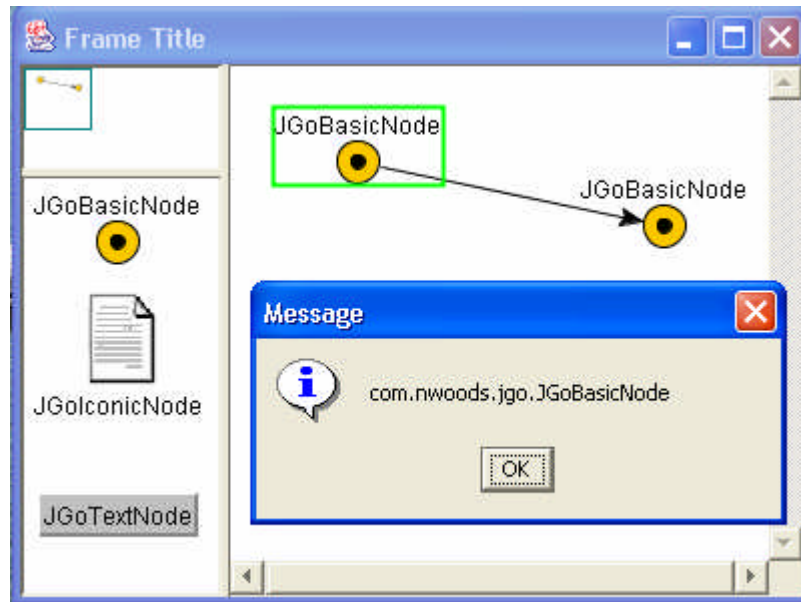 Frame Title
JGoBasicNode
JGoIconicNode
JGoTextNode
JGoBasicNode
JGoBasicNode
Message
com.nwoods.jgo.JGoBasicNode
OK